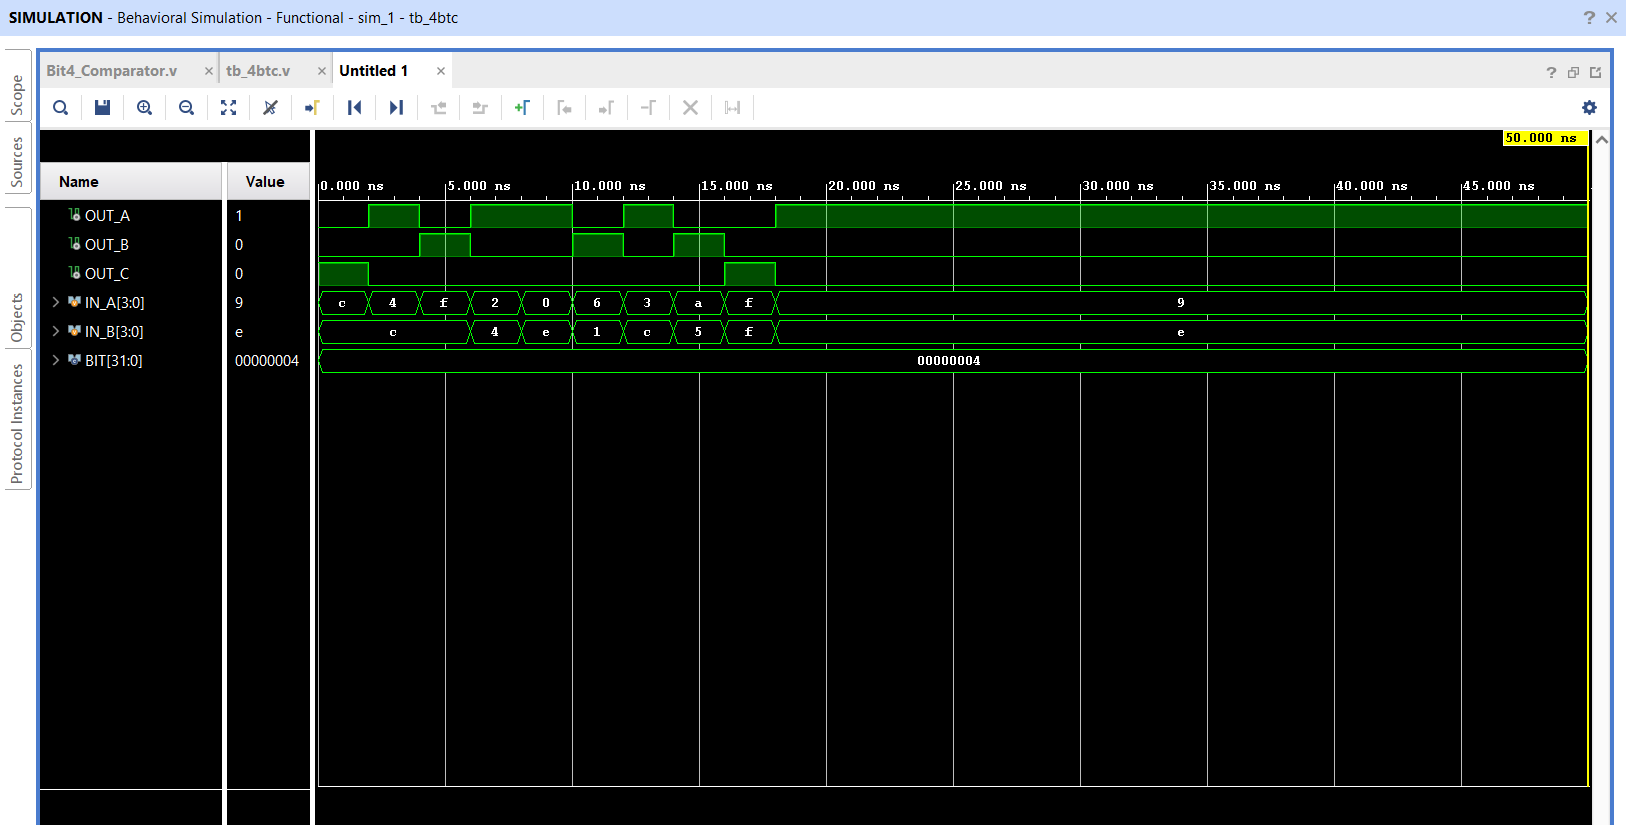 SIMULATION - Behavioral Simulation - Functional - sim_1 - tb_4btc ? ×
Scope
Sources
Objects
Protocol Instances
Bit4_Comparator.v × tb_4btc.v × Untitled 1 × ?
50.000 ns
Name Value 0.000 ns 5.000 ns 10.000 ns 15.000 ns 20.000 ns 25.000 ns 30.000 ns 35.000 ns 40.000 ns 45.000 ns
OUT_A 1
OUT_B 0
OUT_C 0
IN_A[3:0] 9 c 4 f 2 0 6 3 a f 9
IN_B[3:0] e c 4 e 1 c 5 f e
BIT[31:0] 00000004 00000004